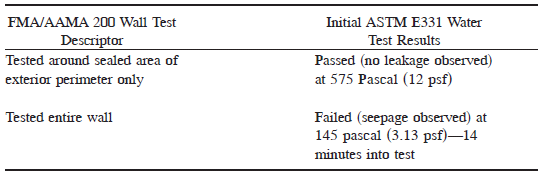 FMA/AAMA 200 Wall Test Descriptor
Initial ASTM E331 Water Test Results
Tested around sealed area of
exterior perimeter only
Passed (no leakage observed)
at 575 Pascal (12 psf)
Tested entire wall
Failed (seepage observed) at
145 pascal (3.13 psf)—14
minutes into test